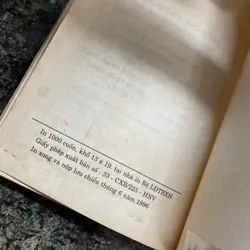 In 1000 cuốn, khổ 13 x 19. tại nhà in Bộ LĐTBXH
Giấy phép xuất bản số : 33 - CXB/225 - HNV
In xong và nộp lưu chiểu tháng 6 năm 1996